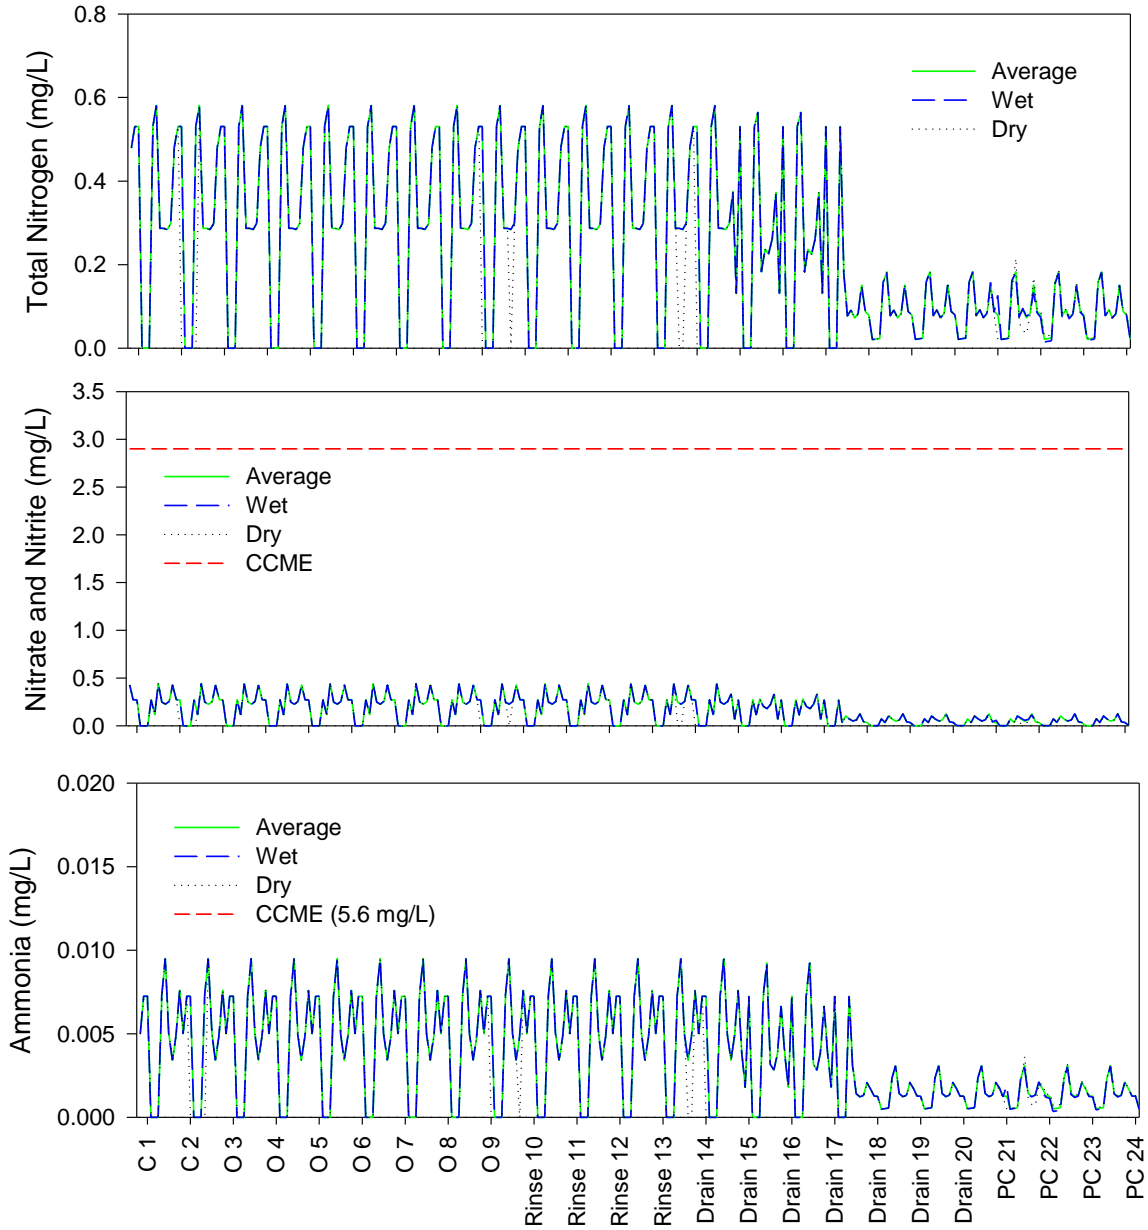 Total Nitrogen (mg/L)
0.8
0.6
0.4
0.2
0.0
Average
Wet
Dry
Nitrate and Nitrite (mg/L)
3.5
3.0
2.5
2.0
1.5
1.0
0.5
0.0
Average
Wet
Dry
CCME
Ammonia (mg/L)
0.020
0.015
0.010
0.005
0.000
Average
Wet
Dry
CCME (5.6 mg/L)
C 1
C 2
O 3
O 4
O 5
O 6
O 7
O 8
O 9
Rinse 10
Rinse 11
Rinse 12
Rinse 13
Drain 14
Drain 15
Drain 16
Drain 17
Drain 18
Drain 19
Drain 20
PC 21
PC 22
PC 23
PC 24